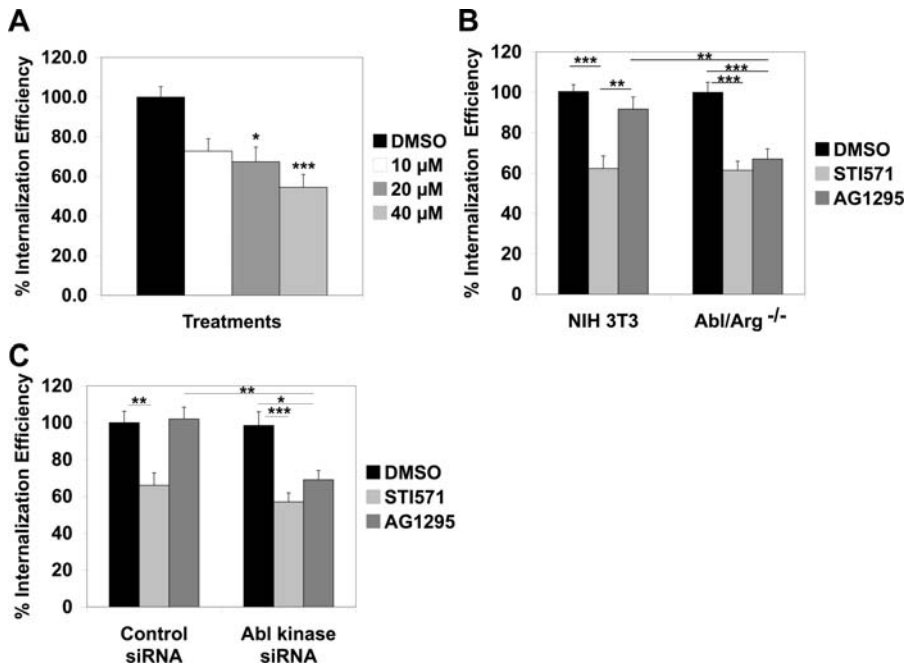 A
% Internalization Efficiency
120.0
100.0
80.0
60.0
40.0
20.0
0.0
*
***
Treatments
DMSO
10 µM
20 µM
40 µM
B
% Internalization Efficiency
120
100
80
60
40
20
0
***
**
**
***
***
NIH 3T3
Abl/Arg -/-
DMSO
STI571
AG1295
C
% Internalization Efficiency
120
100
80
60
40
20
0
**
**
*
***
Control
siRNA
Abl kinase
siRNA
DMSO
STI571
AG1295